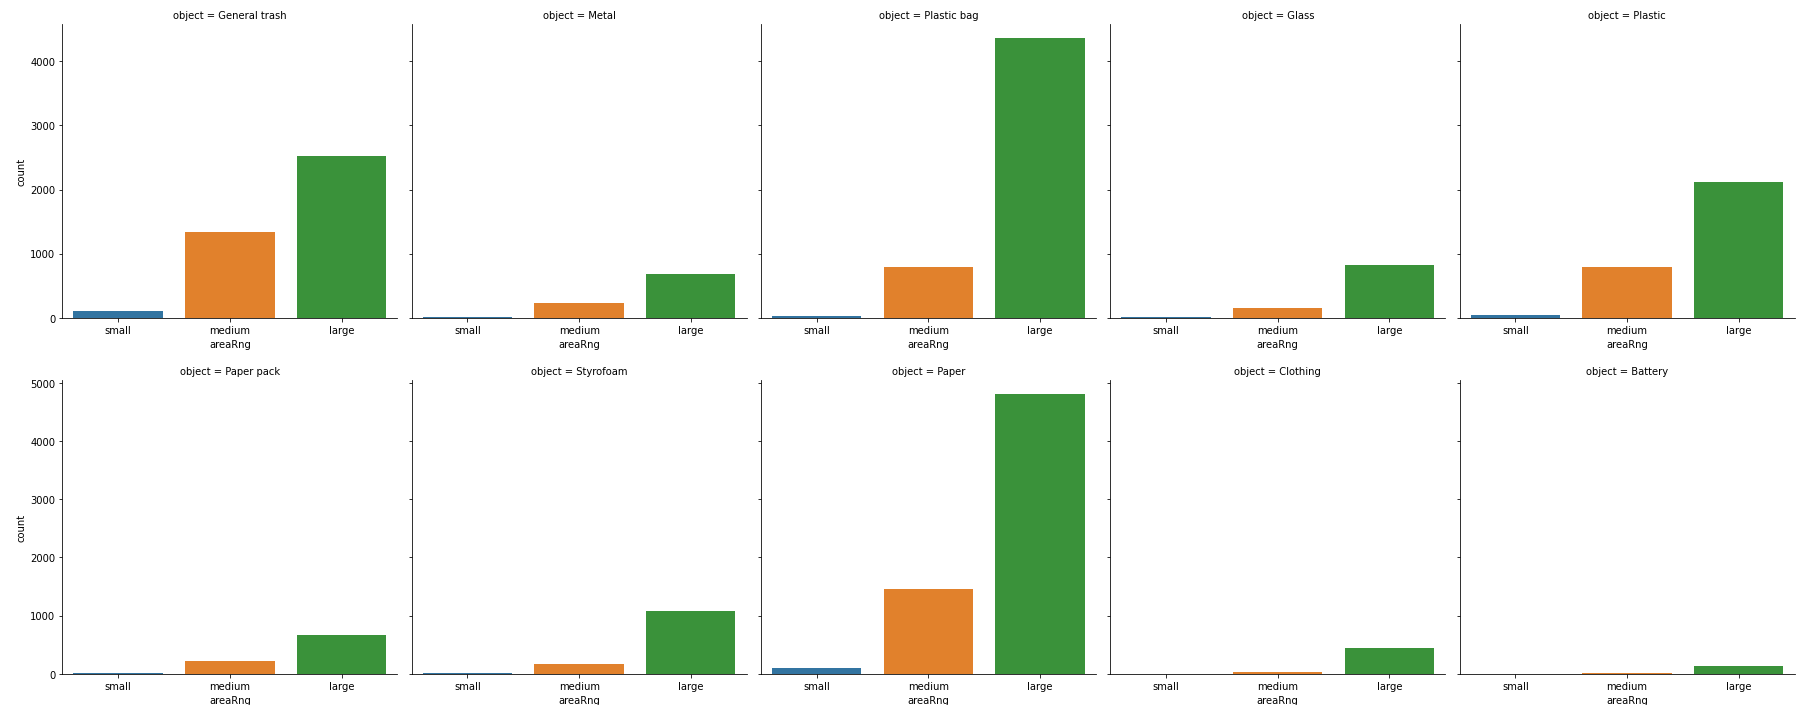 object = General trash
object = Metal
object = Plastic bag
object = Glass
object = Plastic
4000
3000
2000
1000
0
count
small medium large
small medium large
small medium large
small medium large
small medium large
areaRng
areaRng
areaRng
areaRng
areaRng
object = Paper pack
object = Styrofoam
object = Paper
object = Clothing
object = Battery
5000
4000
3000
2000
1000
0
count
small medium large
small medium large
small medium large
small medium large
small medium large
areaRng
areaRng
areaRng
areaRng
areaRng